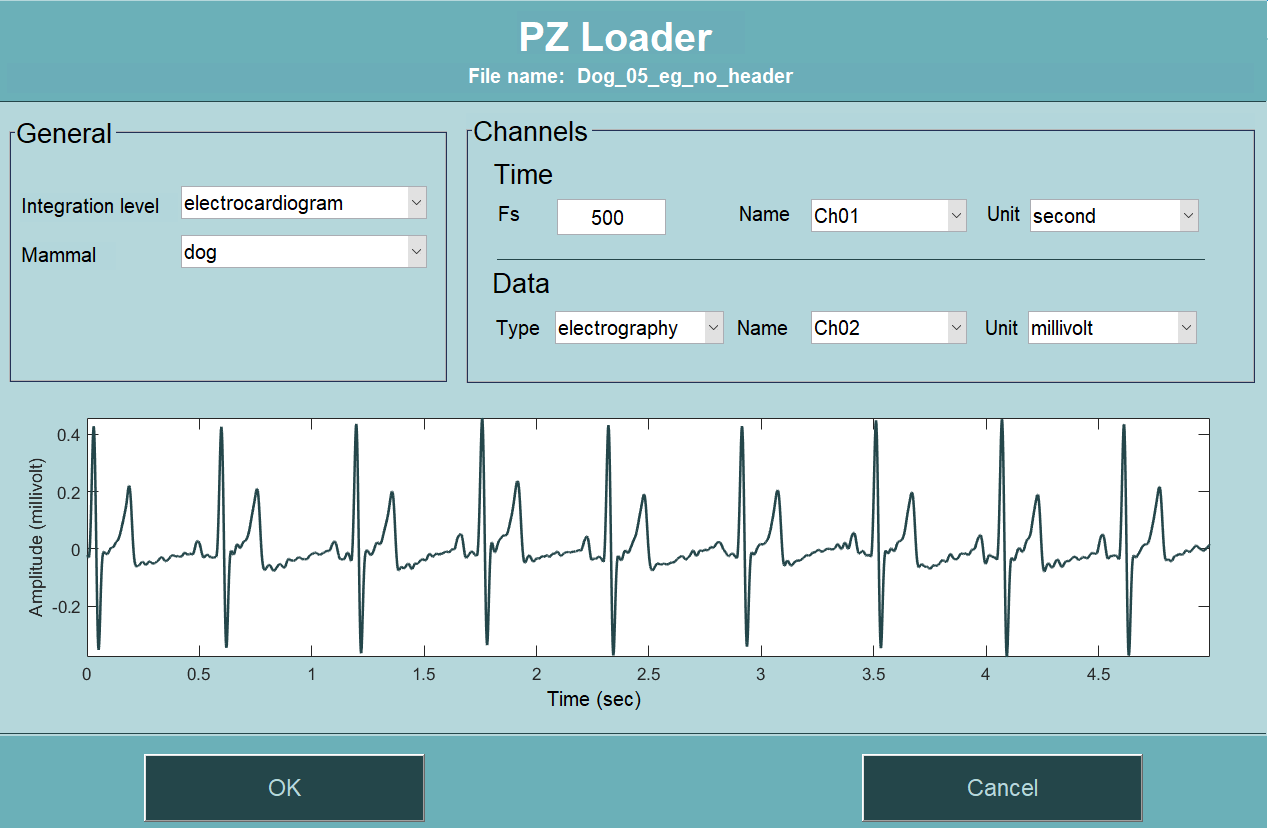 PZ Loader
File name: Dog_05_eg_no_header
General
Integration level electrocardiogram
Mammal dog
Channels
Time
Fs 500 Name Ch01 Unit second
Data
Type electrography Name Ch02 Unit millivolt
Amplitude (millivolt)
0.4
0.2
0
-0.2
0 0.5 1 1.5 2 2.5 3 3.5 4 4.5
Time (sec)
OK Cancel